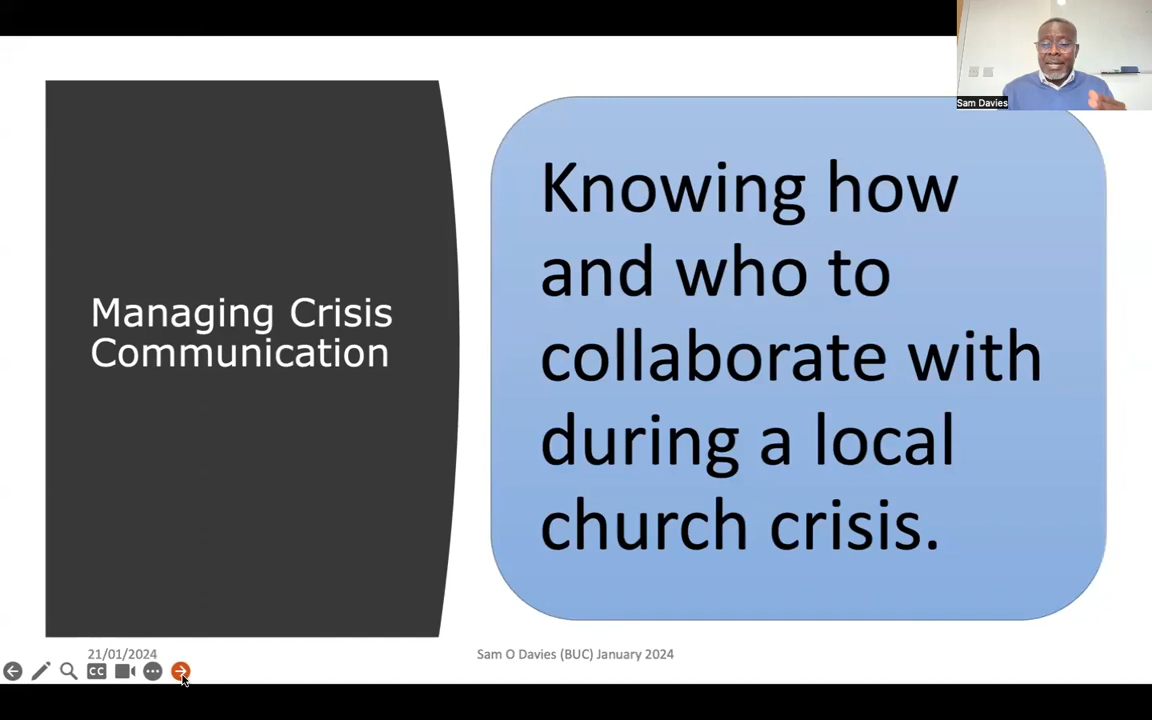 Sam Davies
Managing Crisis
Communication
Knowing how
and who to
collaborate with
during a local
church crisis.
21/01/2024
Sam O Davies (BUC) January 2024
CC